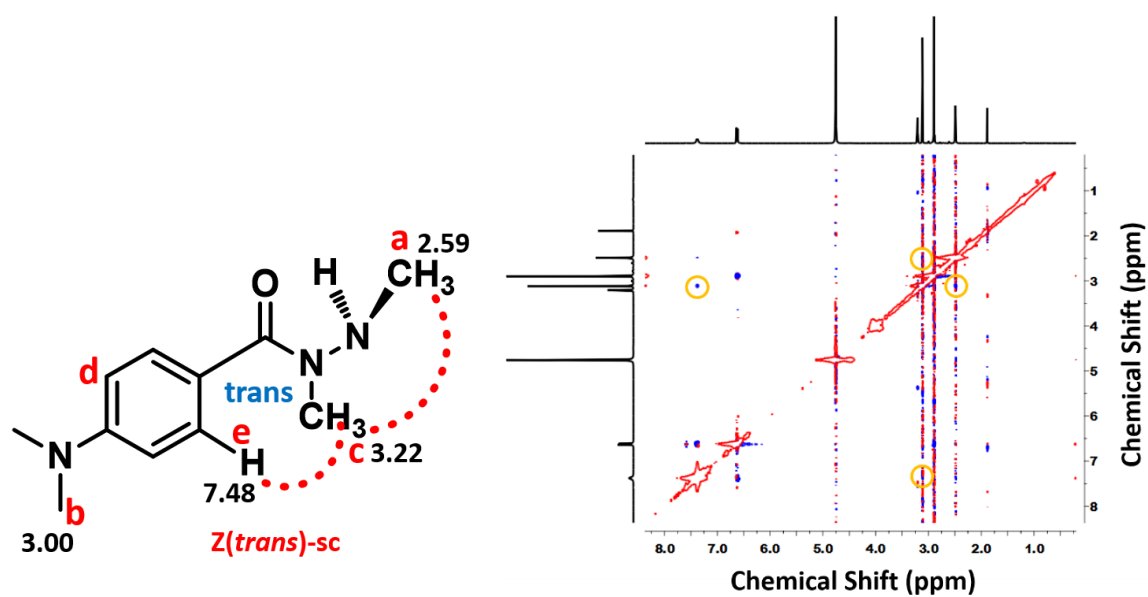 a 2.59
H
CH3
O
N
N
d
trans
CH3
e
c 3.22
N
H
7.48
b
3.00
Z(trans)-sc
1
2
3
4
5
6
7
8
Chemical Shift (ppm)
8.0 7.0 6.0 5.0 4.0 3.0 2.0 1.0
Chemical Shift (ppm)